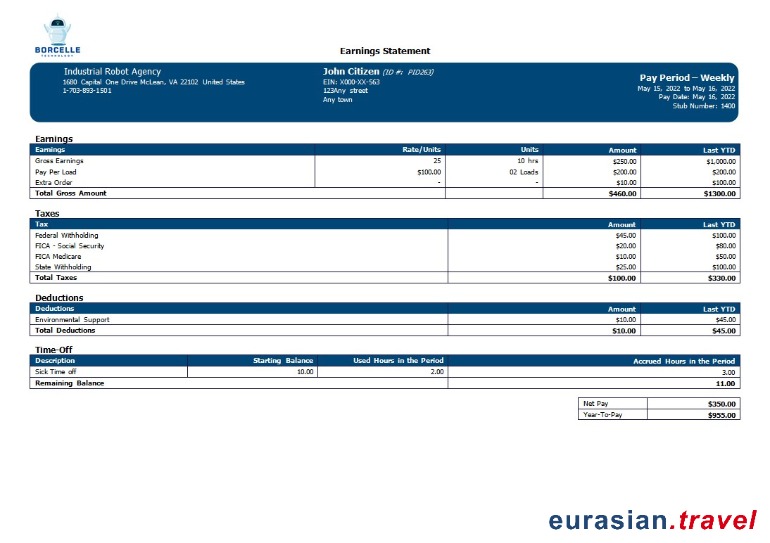 BORCELLE
TECHNOLOGY
Earnings Statement
Industrial Robot Agency
1680 Capital One Drive McLean, VA 22102 United States
1-703-893-1501
John Citizen (ID #: PID263)
EIN: X000-XX-563
123Any street
Any town
Pay Period – Weekly
May 15, 2022 to May 16, 2022
Pay Date: May 16, 2022
Stub Number: 1400
Earnings
Earnings Rate/Units Units Amount Last YTD
Gross Earnings 25 10 hrs $250.00 $1,000.00
Pay Per Load $100.00 02 Loads $200.00 $200.00
Extra Order - - $10.00 $100.00
Total Gross Amount $460.00 $1300.00
Taxes
Tax Amount Last YTD
Federal Withholding $45.00 $100.00
FICA - Social Security $20.00 $80.00
FICA Medicare $10.00 $50.00
State Withholding $25.00 $100.00
Total Taxes $100.00 $330.00
Deductions
Deductions Amount Last YTD
Environmental Support $10.00 $45.00
Total Deductions $10.00 $45.00
Time-Off
Description Starting Balance Used Hours in the Period Accrued Hours in the Period
Sick Time off 10.00 2.00 3.00
Remaining Balance 11.00
Net Pay $350.00
Year-To-Pay $955.00
eurasian.travel